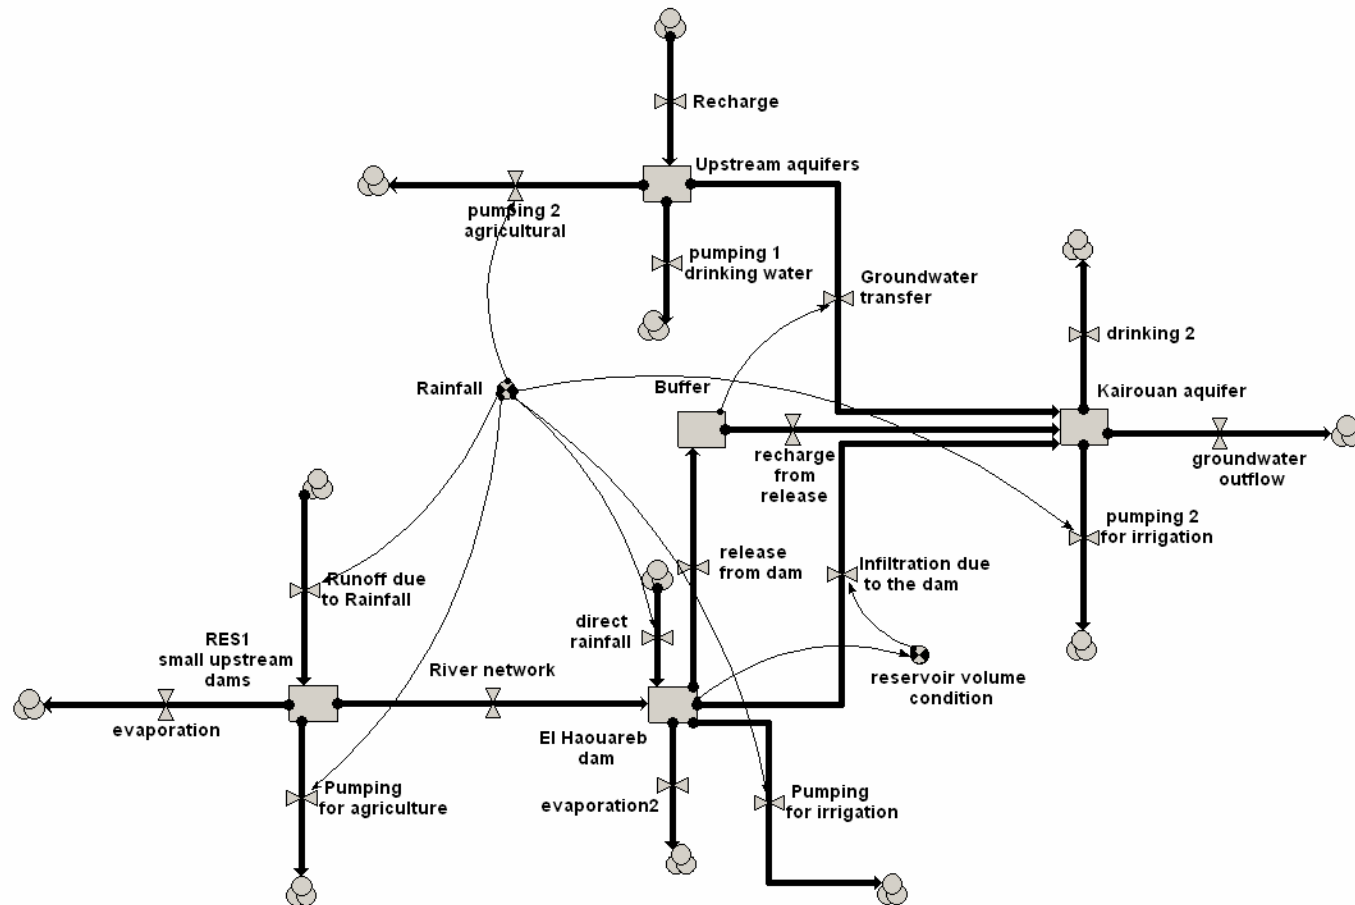 Recharge
Upstream aquifers
pumping 2
agricultural
pumping 1
drinking water
Groundwater
transfer
drinking 2
Rainfall
Buffer
Kairouan aquifer
recharge
from
release
groundwater
outflow
pumping 2
for irrigation
release
from dam
Infiltration due
to the dam
Runoff due
to Rainfall
direct
rainfall
RES1
small upstream
dams
River network
reservoir volume
condition
evaporation
El Haouareb
dam
Pumping
for agriculture
evaporation2
Pumping
for irrigation